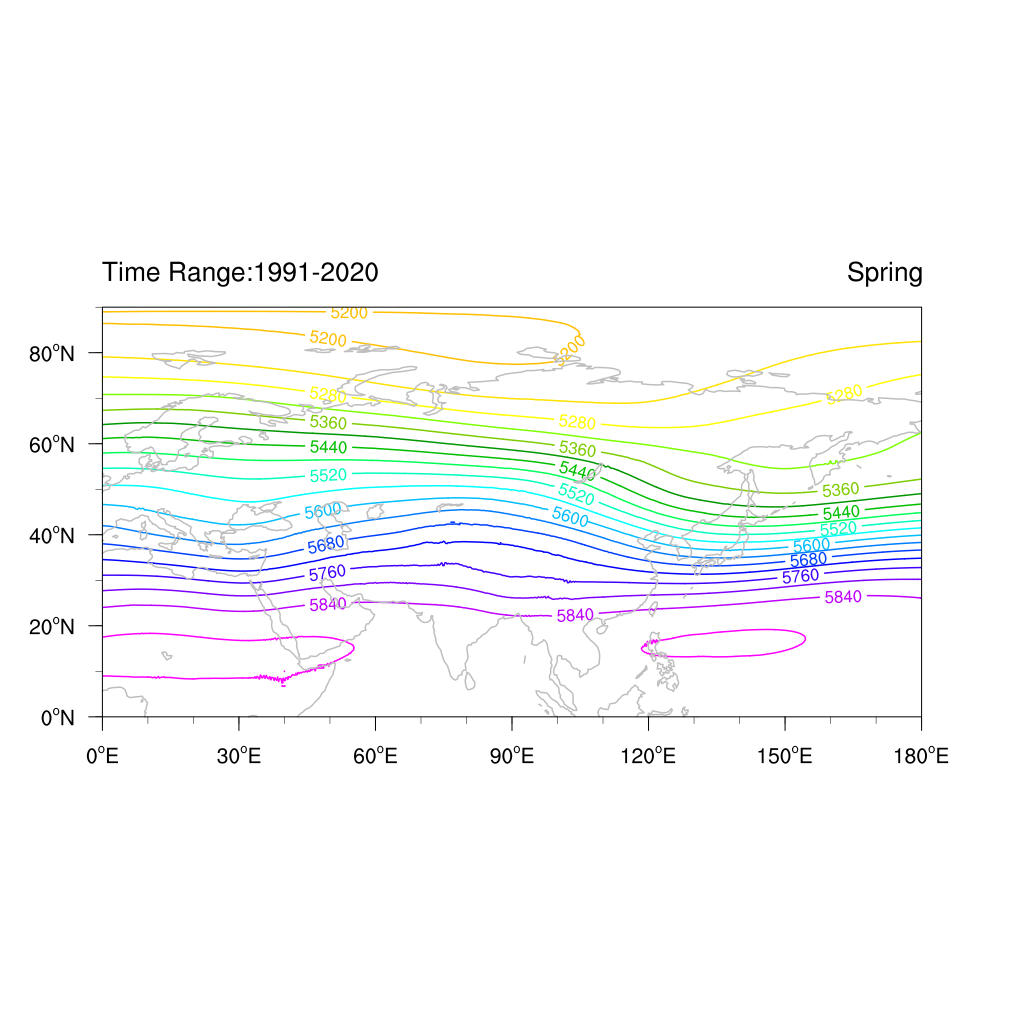 Time Range:1991-2020 Spring
5200
5200
5200
80°N
5280 5280
5280
5360 5360
60°N 5440 5440
5520 5520 5360
5600 5600 5440
40°N 5680 5520
5600
5680
5760 5760
5840 5840 5840
20°N
0°N
0°E 30°E 60°E 90°E 120°E 150°E 180°E